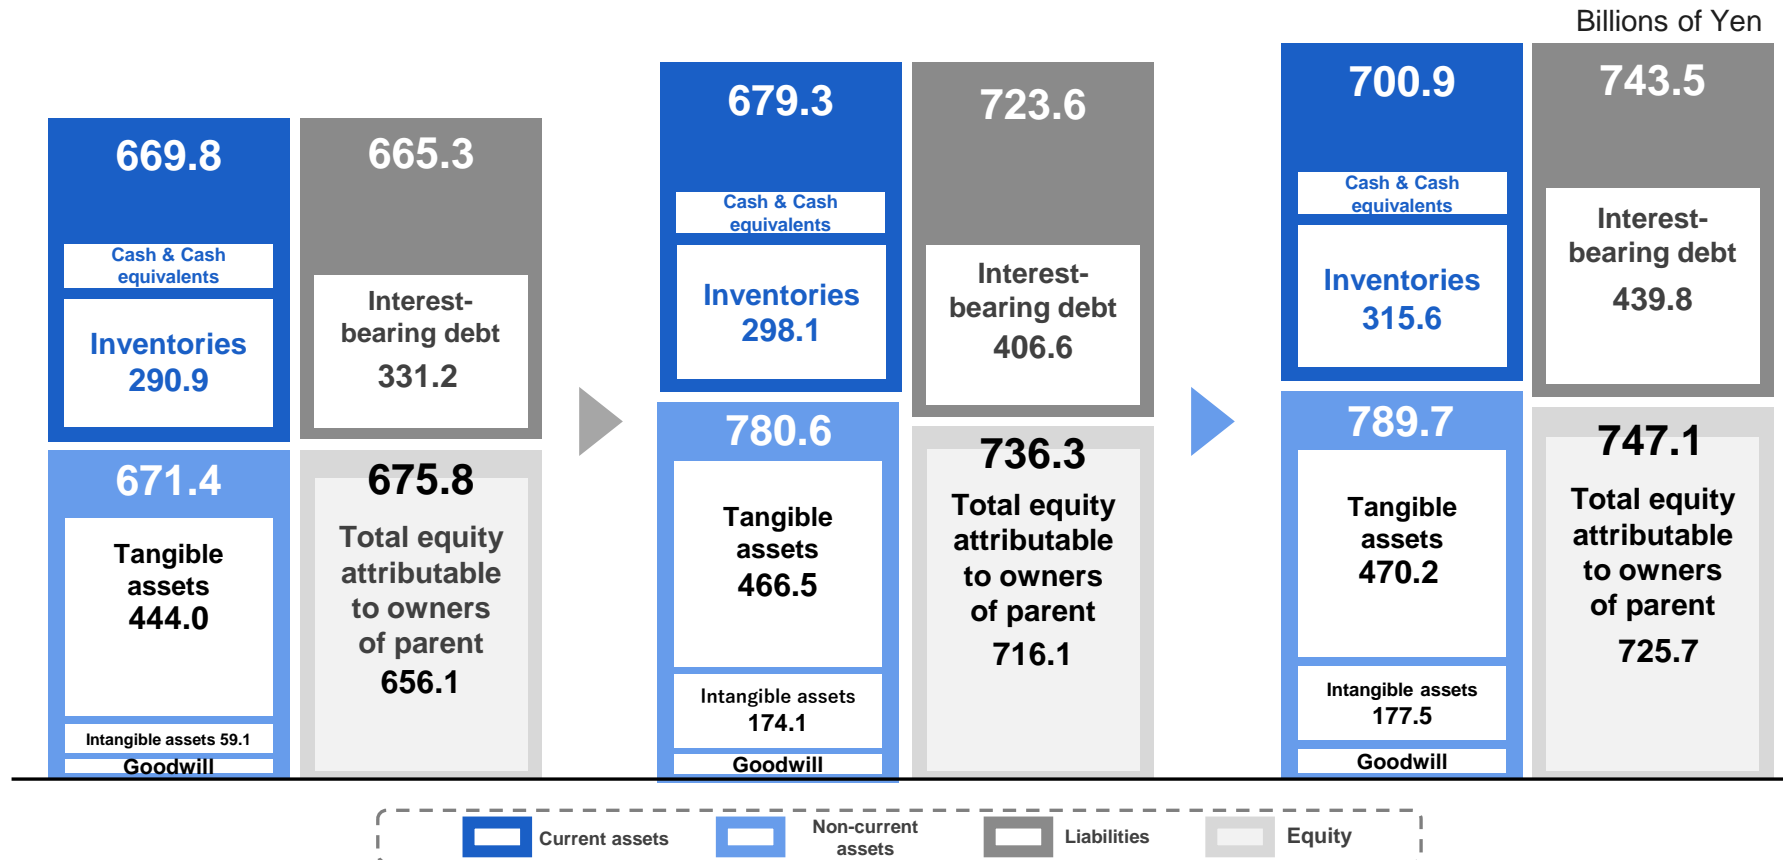 Billions of Yen
669.8
Cash & Cash
equivalents
Inventories
290.9
671.4
Tangible
assets
444.0
Intangible assets 59.1
Goodwill
665.3
Interest-
bearing debt
331.2
675.8
Total equity
attributable
to owners
of parent
656.1
679.3
Cash & Cash
equivalents
Inventories
298.1
780.6
Tangible
assets
466.5
Intangible assets
174.1
Goodwill
723.6
Interest-
bearing debt
406.6
736.3
Total equity
attributable
to owners
of parent
716.1
700.9
Cash & Cash
equivalents
Inventories
315.6
789.7
Tangible
assets
470.2
Intangible assets
177.5
Goodwill
743.5
Interest-
bearing debt
439.8
747.1
Total equity
attributable
to owners
of parent
725.7
Current assets
Non-current
assets
Liabilities
Equity